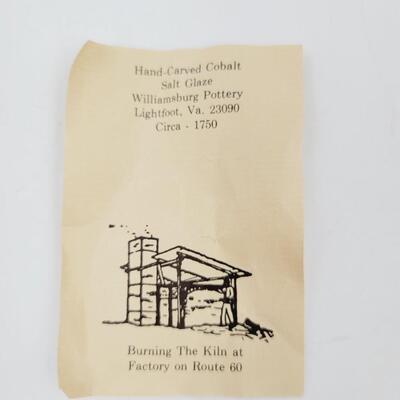 Hand-Carved Cobalt
Salt Glaze
Williamsburg Pottery
Lightfoot, Va. 23090
Circa - 1750
Burning The Kiln at
Factory on Route 60